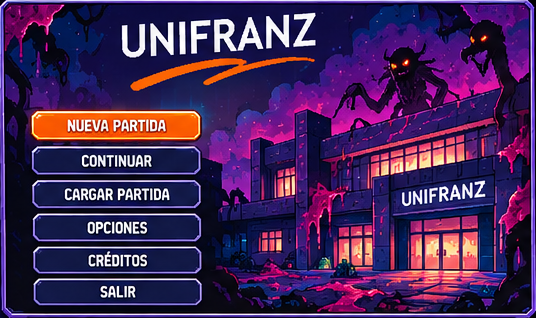 UNIFRANZ
NUEVA PARTIDA
CONTINUAR
CARGAR PARTIDA
OPCIONES
CRÉDITOS
SALIR
UNIFRANZ